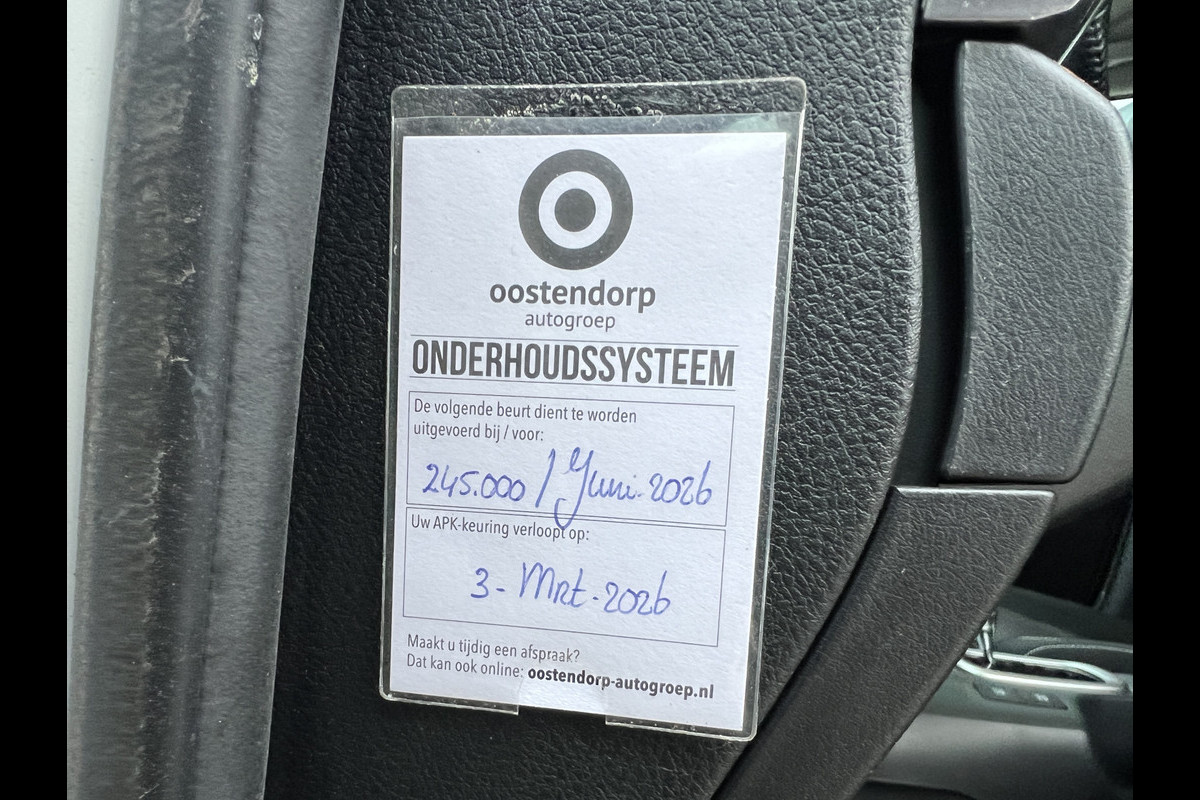 oostendorp
autogroep
ONDERHOUDSSYSTEEM
De volgende beurt dient te worden
uitgevoerd bij / voor:
245.000 / Juni. 2026
Uw APK-keuring verloopt op:
3 - Mrt. 2026
Maakt u tijdig een afspraak?
Dat kan ook online: oostendorp-autogroep.nl